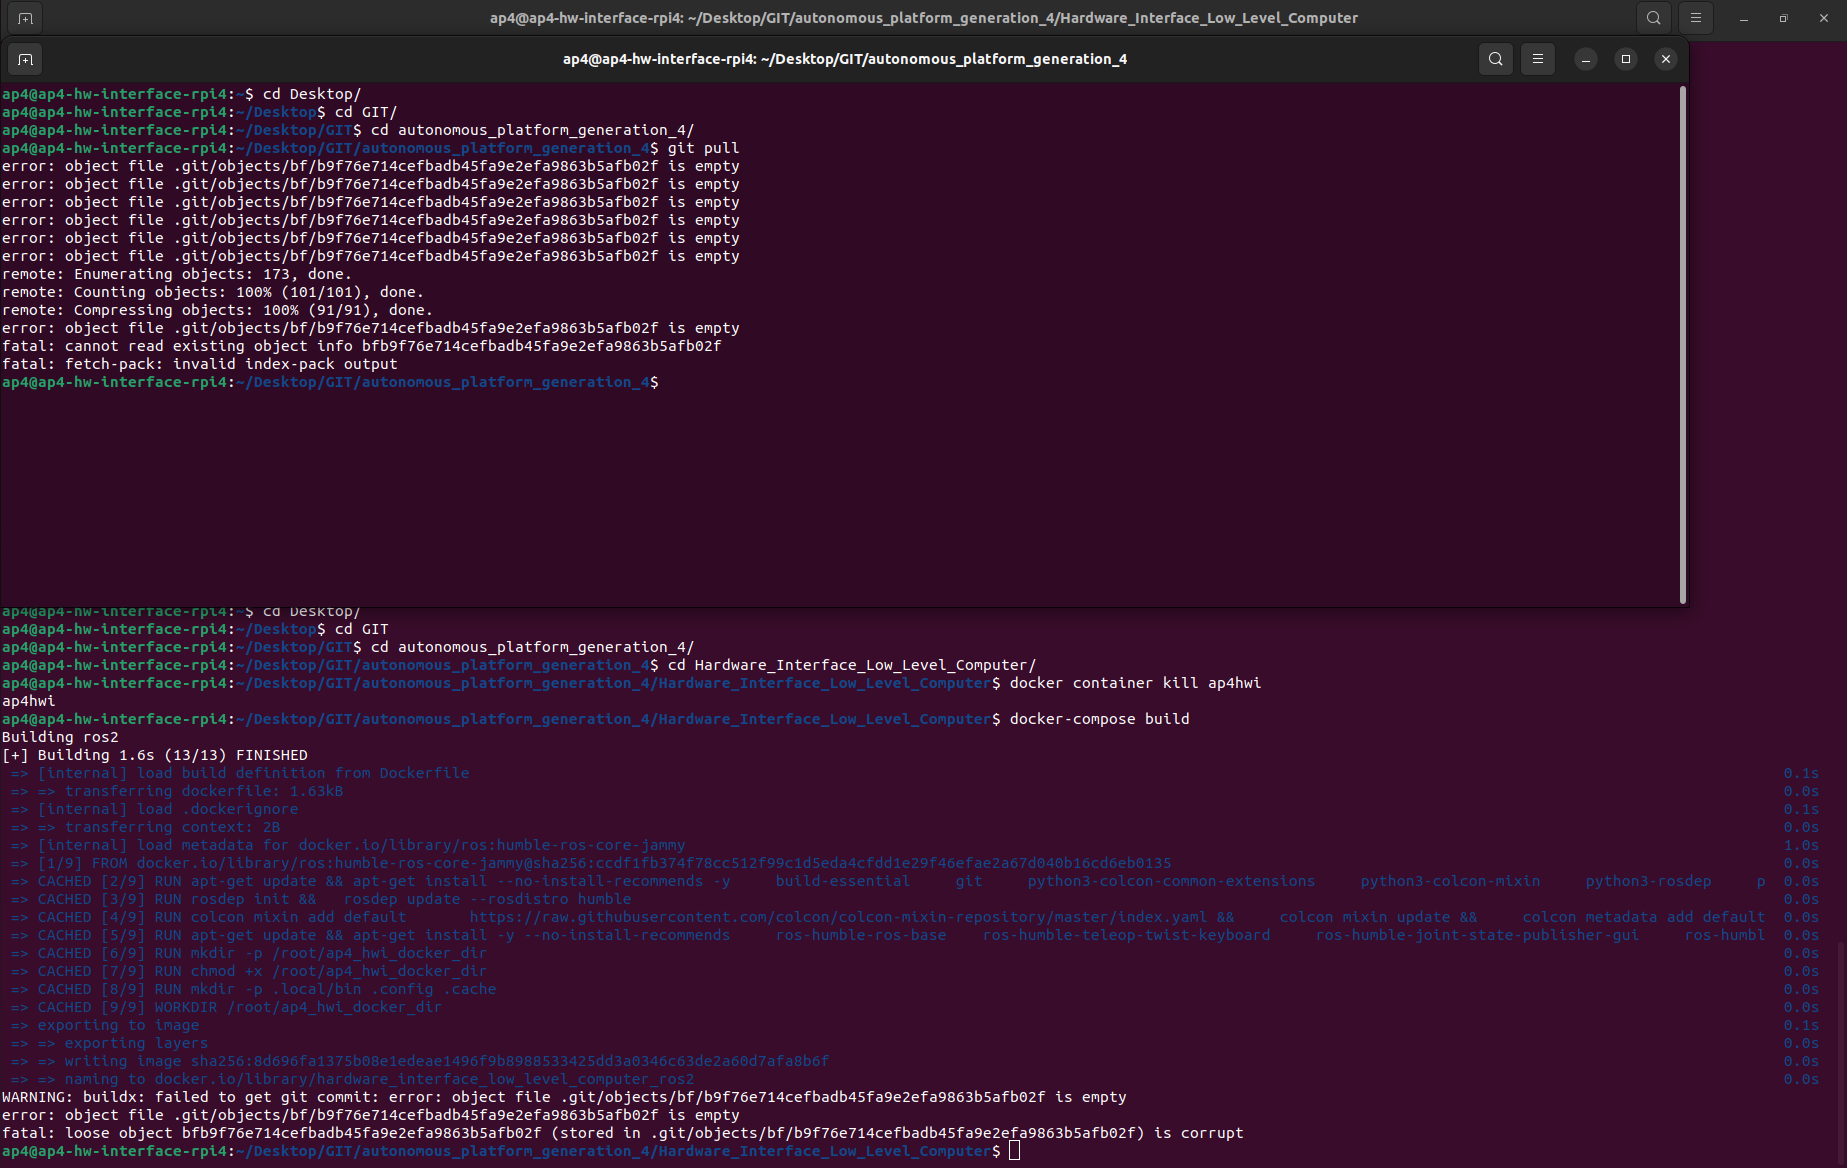 ap4@ap4-hw-interface-rpi4: ~/Desktop/GIT/autonomous_platform_generation_4/Hardware_Interface_Low_Level_Computer
ap4@ap4-hw-interface-rpi4: ~/Desktop/GIT/autonomous_platform_generation_4
ap4@ap4-hw-interface-rpi4:~$ cd Desktop/
ap4@ap4-hw-interface-rpi4:~/Desktop$ cd GIT/
ap4@ap4-hw-interface-rpi4:~/Desktop/GIT$ cd autonomous_platform_generation_4/
ap4@ap4-hw-interface-rpi4:~/Desktop/GIT/autonomous_platform_generation_4$ git pull
error: object file .git/objects/bf/b9f76e714cefbadb45fa9e2efa9863b5afb02f is empty
error: object file .git/objects/bf/b9f76e714cefbadb45fa9e2efa9863b5afb02f is empty
error: object file .git/objects/bf/b9f76e714cefbadb45fa9e2efa9863b5afb02f is empty
error: object file .git/objects/bf/b9f76e714cefbadb45fa9e2efa9863b5afb02f is empty
error: object file .git/objects/bf/b9f76e714cefbadb45fa9e2efa9863b5afb02f is empty
error: object file .git/objects/bf/b9f76e714cefbadb45fa9e2efa9863b5afb02f is empty
remote: Enumerating objects: 173, done.
remote: Counting objects: 100% (101/101), done.
remote: Compressing objects: 100% (91/91), done.
error: object file .git/objects/bf/b9f76e714cefbadb45fa9e2efa9863b5afb02f is empty
fatal: cannot read existing object info bfb9f76e714cefbadb45fa9e2efa9863b5afb02f
fatal: fetch-pack: invalid index-pack output
ap4@ap4-hw-interface-rpi4:~/Desktop/GIT/autonomous_platform_generation_4$
ap4@ap4-hw-interface-rpi4:~$ cd Desktop/
ap4@ap4-hw-interface-rpi4:~/Desktop$ cd GIT
ap4@ap4-hw-interface-rpi4:~/Desktop/GIT$ cd autonomous_platform_generation_4/
ap4@ap4-hw-interface-rpi4:~/Desktop/GIT/autonomous_platform_generation_4$ cd Hardware_Interface_Low_Level_Computer/
ap4@ap4-hw-interface-rpi4:~/Desktop/GIT/autonomous_platform_generation_4/Hardware_Interface_Low_Level_Computer$ docker container kill ap4hwi
ap4hwi
ap4@ap4-hw-interface-rpi4:~/Desktop/GIT/autonomous_platform_generation_4/Hardware_Interface_Low_Level_Computer$ docker-compose build
Building ros2
[+] Building 1.6s (13/13) FINISHED
=> [internal] load build definition from Dockerfile 0.1s
=> => transferring dockerfile: 1.63kB 0.0s
=> [internal] load .dockerignore 0.1s
=> => transferring context: 2B 0.0s
=> [internal] load metadata for docker.io/library/ros:humble-ros-core-jammy 1.0s
=> [1/9] FROM docker.io/library/ros:humble-ros-core-jammy@sha256:ccdf1fb374f78cc512f99c1d5eda4cfdd1e29f46efae2a67d040b16cd6eb0135 0.0s
=> CACHED [2/9] RUN apt-get update && apt-get install --no-install-recommends -y build-essential git python3-colcon-common-extensions python3-colcon-mixin python3-rosdep p 0.0s
=> CACHED [3/9] RUN rosdep init && rosdep update --rosdistro humble 0.0s
=> CACHED [4/9] RUN colcon mixin add default https://raw.githubusercontent.com/colcon/colcon-mixin-repository/master/index.yaml && colcon mixin update && colcon metadata add default 0.0s
=> CACHED [5/9] RUN apt-get update && apt-get install -y --no-install-recommends ros-humble-ros-base ros-humble-teleop-twist-keyboard ros-humble-joint-state-publisher-gui ros-humbl 0.0s
=> CACHED [6/9] RUN mkdir -p /root/ap4_hwi_docker_dir 0.0s
=> CACHED [7/9] RUN chmod +x /root/ap4_hwi_docker_dir 0.0s
=> CACHED [8/9] RUN mkdir -p .local/bin .config .cache 0.0s
=> CACHED [9/9] WORKDIR /root/ap4_hwi_docker_dir 0.0s
=> exporting to image 0.1s
=> => exporting layers 0.0s
=> => writing image sha256:8d696fa1375b08e1edeae1496f9b8988533425dd3a0346c63de2a60d7afa8b6f 0.0s
=> => naming to docker.io/library/hardware_interface_low_level_computer_ros2 0.0s
WARNING: buildx: failed to get git commit: error: object file .git/objects/bf/b9f76e714cefbadb45fa9e2efa9863b5afb02f is empty
error: object file .git/objects/bf/b9f76e714cefbadb45fa9e2efa9863b5afb02f is empty
fatal: loose object bfb9f76e714cefbadb45fa9e2efa9863b5afb02f (stored in .git/objects/bf/b9f76e714cefbadb45fa9e2efa9863b5afb02f) is corrupt
ap4@ap4-hw-interface-rpi4:~/Desktop/GIT/autonomous_platform_generation_4/Hardware_Interface_Low_Level_Computer$